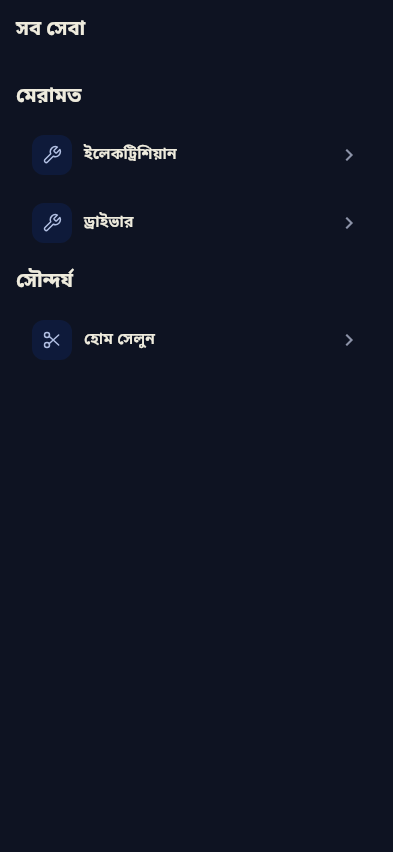 সব সেবা
মেরামত
ইলেকট্রিশিয়ান
ড্রাইভার
সৌন্দর্য
হোম সেলুন